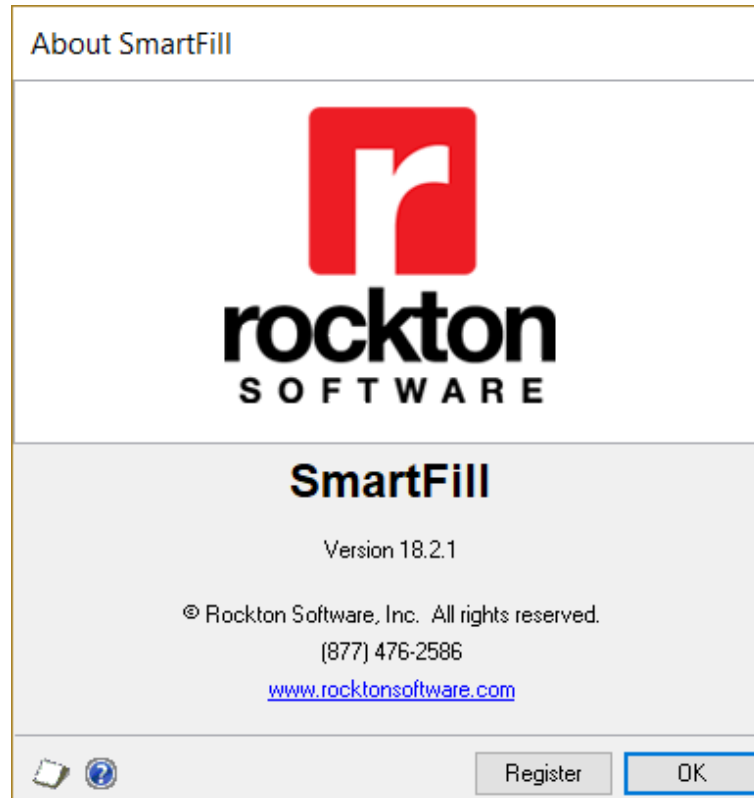 About SmartFill
r
rockton
SOFTWARE
SmartFill
Version 18.2.1
© Rockton Software, Inc. All rights reserved.
(877) 476-2586
www.rocktonsoftware.com
Register OK